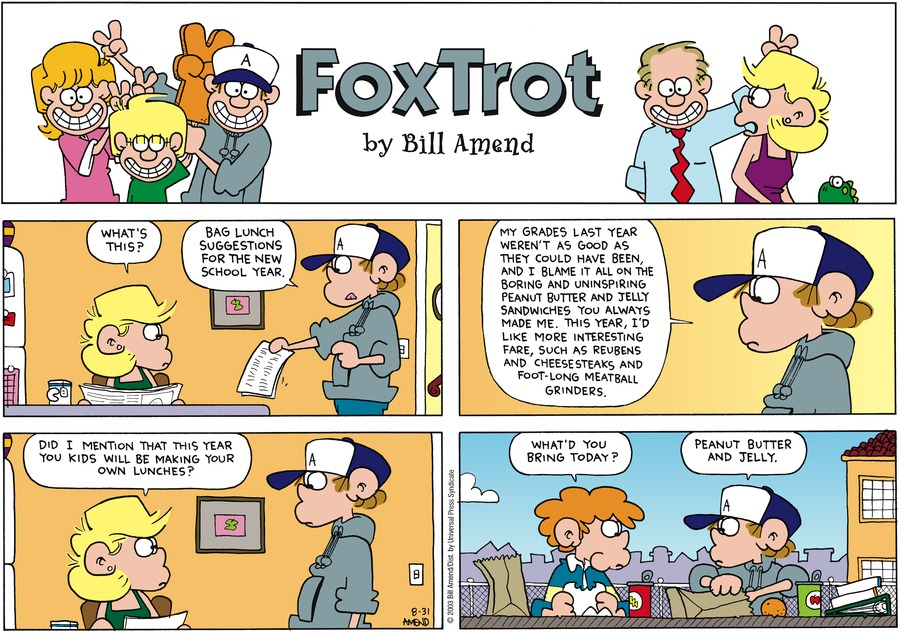 A
FoxTrot
by Bill Amend
WHAT'S
THIS?
BAG LUNCH
SUGGESTIONS
FOR THE NEW
SCHOOL YEAR.
A
MY GRADES LAST YEAR
WEREN'T AS GOOD AS
THEY COULD HAVE BEEN,
AND I BLAME IT ALL ON THE
BORING AND UNINSPIRING
PEANUT BUTTER AND JELLY
SANDWICHES YOU ALWAYS
MADE ME. THIS YEAR, I'D
LIKE MORE INTERESTING
FARE, SUCH AS REUBENS
AND CHEESESTEAKS AND
FOOT-LONG MEATBALL
GRINDERS.
A
DID I MENTION THAT THIS YEAR
YOU KIDS WILL BE MAKING YOUR
OWN LUNCHES?
A
8-31
AMEND
© 2003 Bill Amend/Dist. by Universal Press Syndicate
WHAT'D YOU
BRING TODAY?
PEANUT BUTTER
AND JELLY.
A